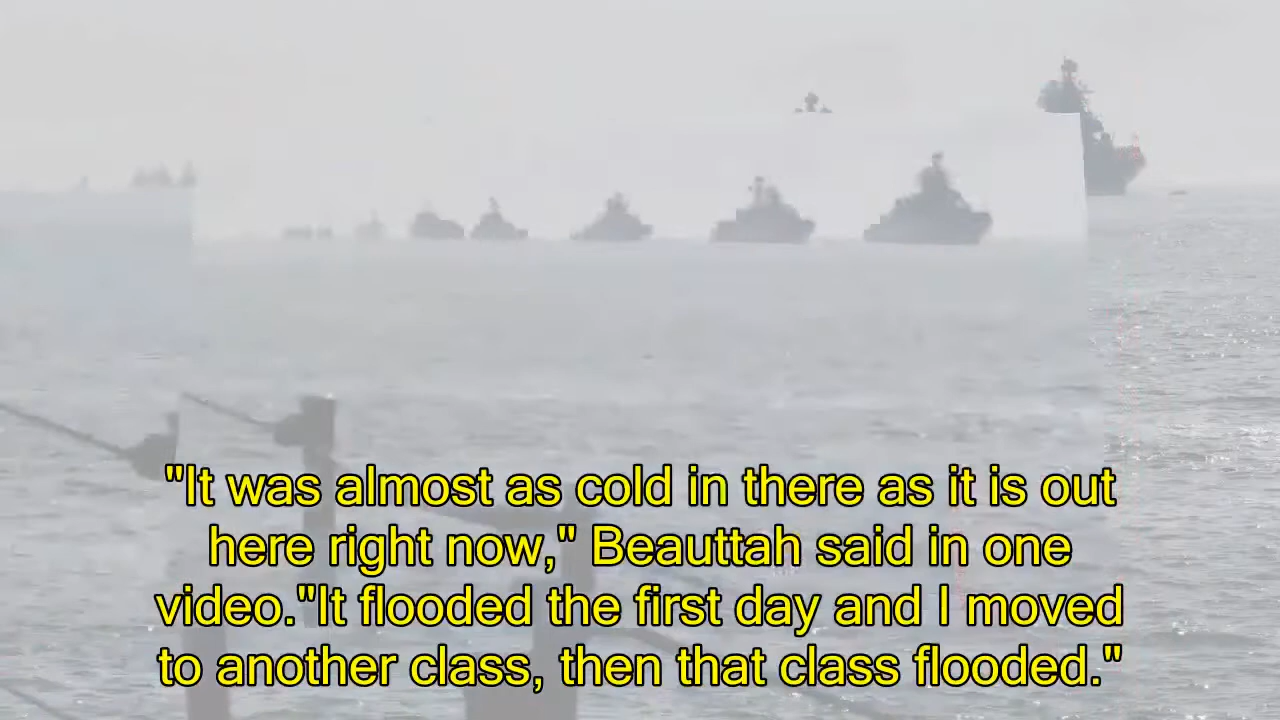 "It was almost as cold in there as it is out
here right now," Beauttah said in one
video."It flooded the first day and I moved
to another class, then that class flooded."